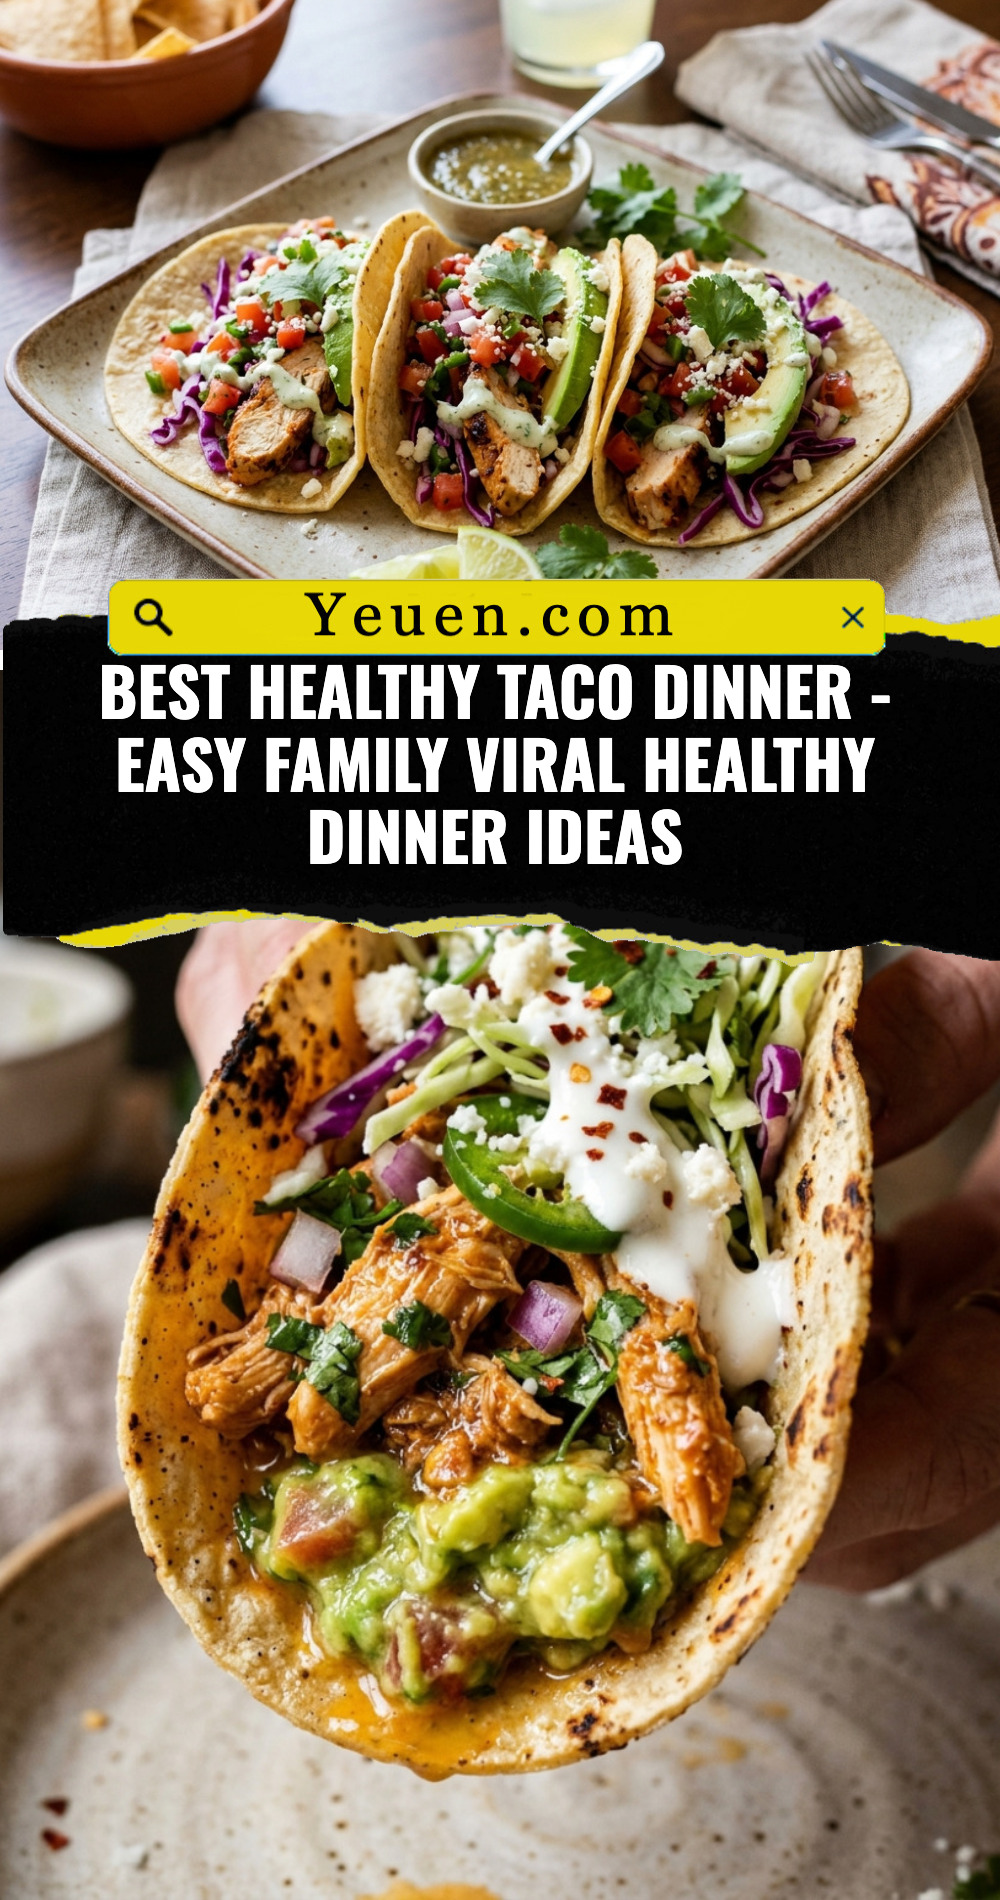 Yeuen.com
BEST HEALTHY TACO DINNER -
EASY FAMILY VIRAL HEALTHY
DINNER IDEAS